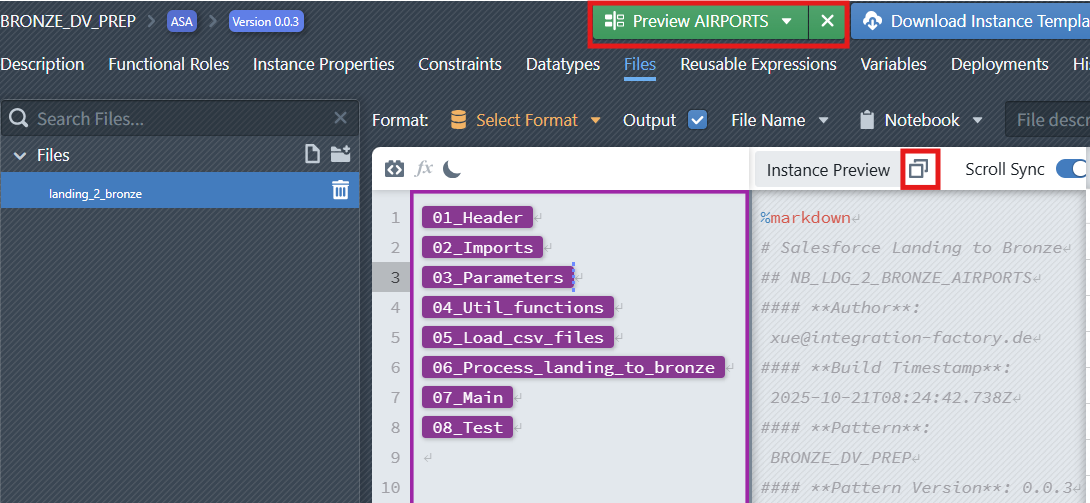 BRONZE_DV_PREP ASA Version 0.0.3 Preview AIRPORTS Download Instance Templa
Description Functional Roles Instance Properties Constraints Datatypes Files Reusable Expressions Variables Deployments Hi
Search Files... Format: Select Format Output File Name Notebook File descr
Files
landing_2_bronze
fx Instance Preview Scroll Sync
1 01_Header %markdown
2 02_Imports # Salesforce Landing to Bronze
3 03_Parameters ## NB_LDG_2_BRONZE_AIRPORTS
4 04_Util_functions #### **Author**:
5 05_Load_csv_files xue@integration-factory.de
6 06_Process_landing_to_bronze #### **Build Timestamp**:
7 07_Main 2025-10-21T08:24:42.738Z
8 08_Test #### **Pattern**:
9 BRONZE_DV_PREP
10 #### **Pattern Version**: 0.0.3